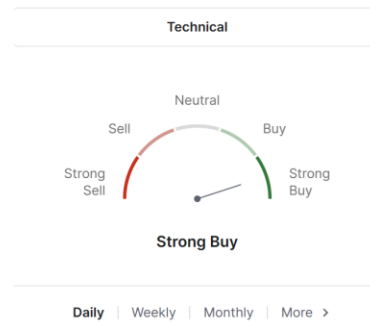 Technical
Neutral
Sell
Buy
Strong
Sell
Strong
Buy
Strong Buy
Daily | Weekly | Monthly | More >